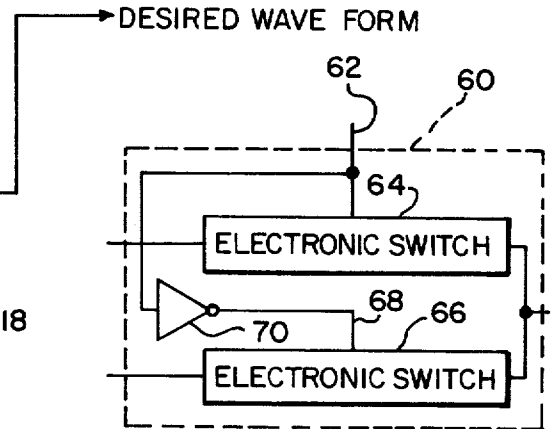 DESIRED WAVE FORM
62
60
64
ELECTRONIC SWITCH
18
70
68
66
ELECTRONIC SWITCH